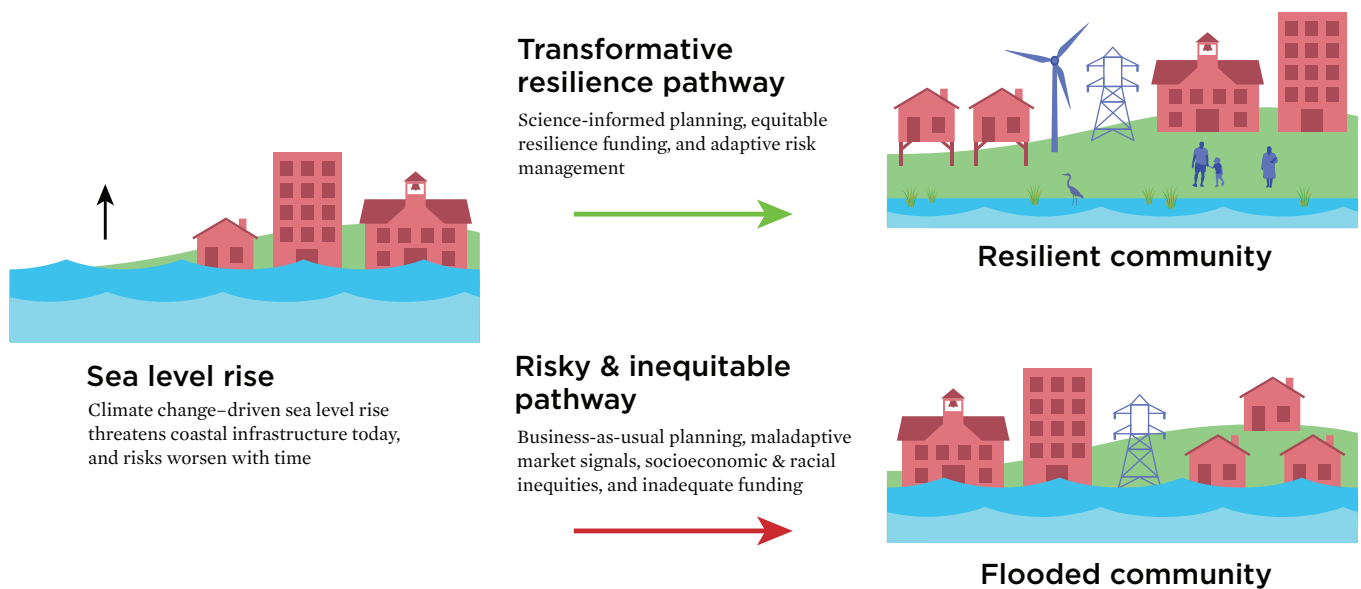 Sea level rise
Climate change–driven sea level rise
threatens coastal infrastructure today,
and risks worsen with time
Transformative
resilience pathway
Science-informed planning, equitable
resilience funding, and adaptive risk
management
Resilient community
Risky & inequitable
pathway
Business-as-usual planning, maladaptive
market signals, socioeconomic & racial
inequities, and inadequate funding
Flooded community